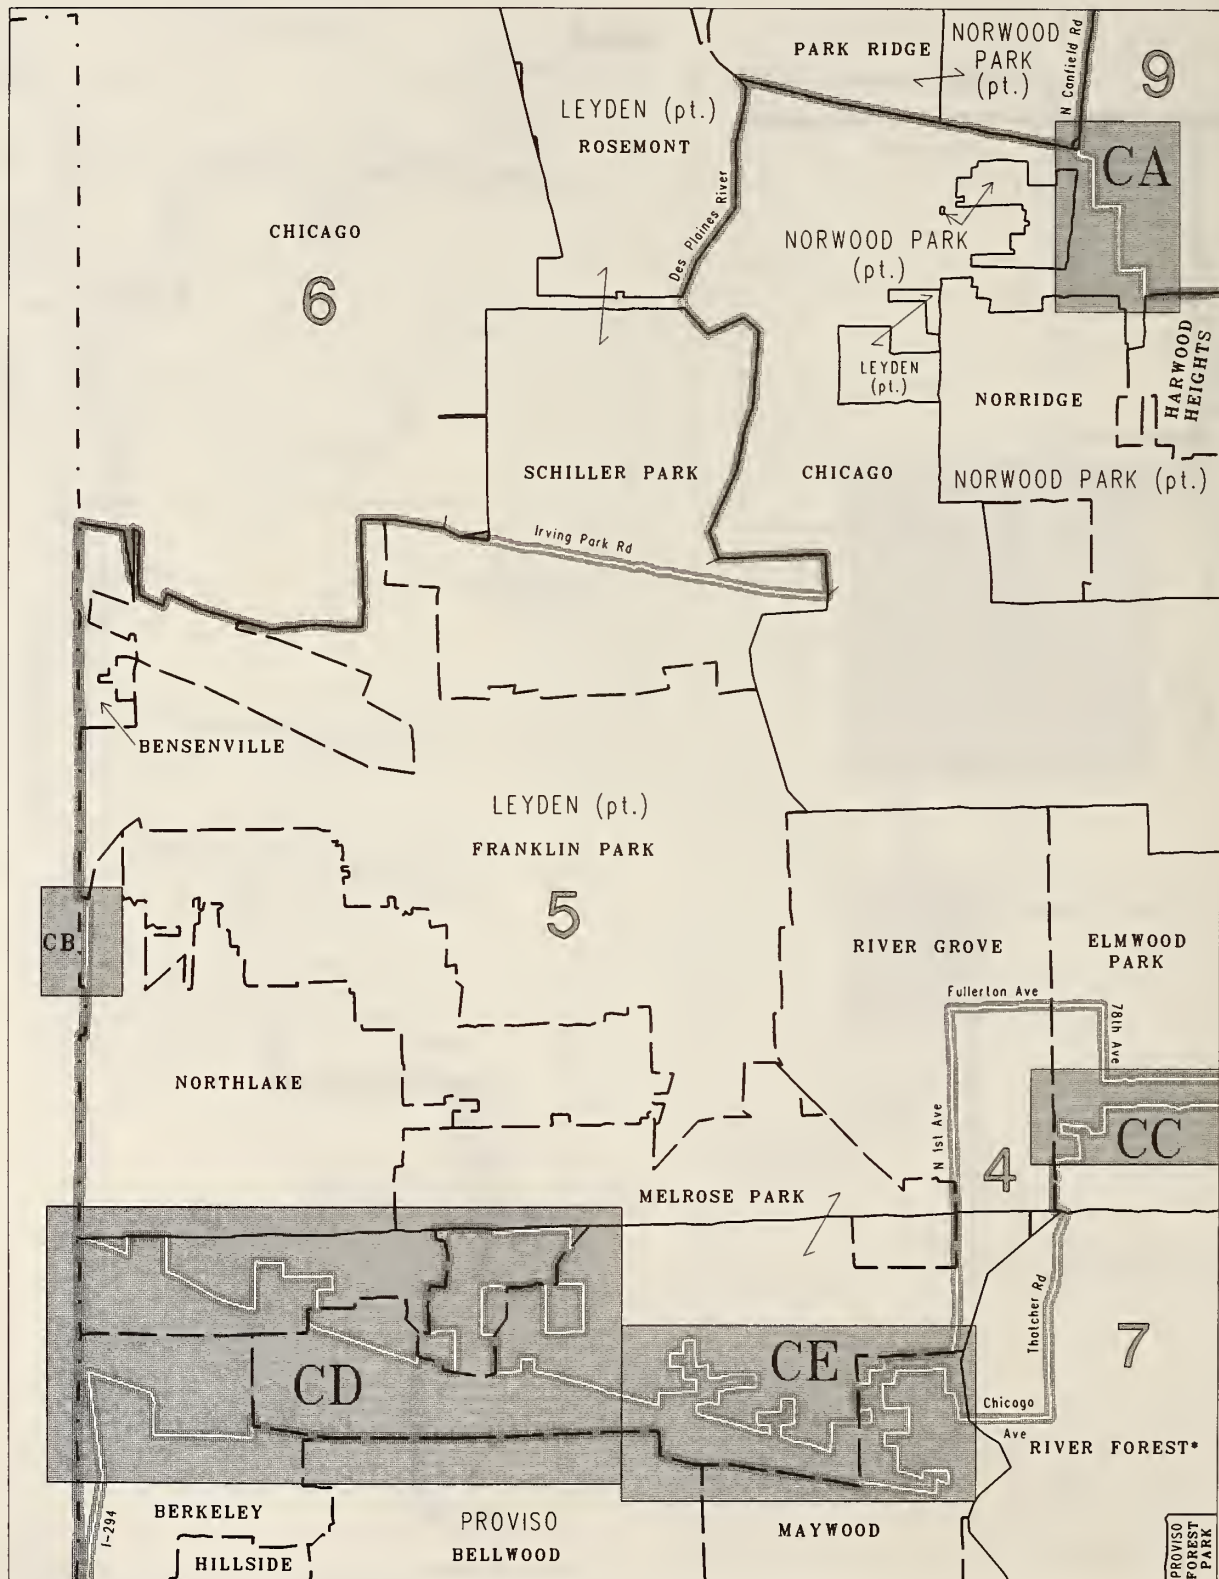 PARK RIDGE
NORWOOD
PARK
(pt.)
N Canfield Rd
9
LEYDEN (pt.)
ROSEMONT
CA
Des Plaines River
CHICAGO
6
NORWOOD PARK
(pt.)
LEYDEN
(pt.)
NORRIDGE
HARWOOD
HEIGHTS
SCHILLER PARK
CHICAGO
NORWOOD PARK (pt.)
Irving Park Rd
BENSENVILLE
LEYDEN (pt.)
FRANKLIN PARK
5
CB
RIVER GROVE
ELMWOOD
PARK
Fullerton Ave
78th Ave
NORTHLAKE
N 1st Ave
4
CC
MELROSE PARK
Thatcher Rd
7
CD
CE
Chicago
Ave
RIVER FOREST*
I-294
BERKELEY
HILLSIDE
PROVISO
BELLWOOD
MAYWOOD
PROVISO
FOREST
PARK